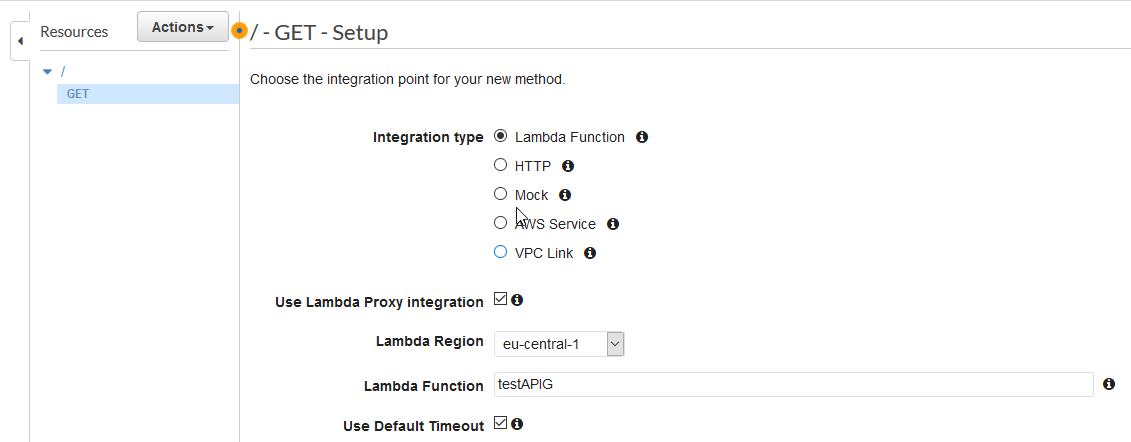 Resources
Actions
/ - GET - Setup
/
GET
Choose the integration point for your new method.
Integration type
Lambda Function
HTTP
Mock
AWS Service
VPC Link
Use Lambda Proxy integration
Lambda Region
eu-central-1
Lambda Function
testAPIG
Use Default Timeout